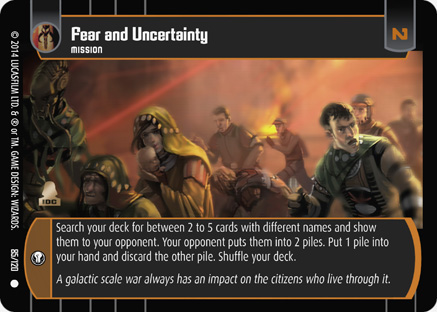 Fear and Uncertainty
MISSION
N
© 2014 LUCASFILM LTD. & ® or TM. GAME DESIGN: WIZARDS.
85/120
100
Search your deck for between 2 to 5 cards with different names and show
them to your opponent. Your opponent puts them into 2 piles. Put 1 pile into
your hand and discard the other pile. Shuffle your deck.
A galactic scale war always has an impact on the citizens who live through it.